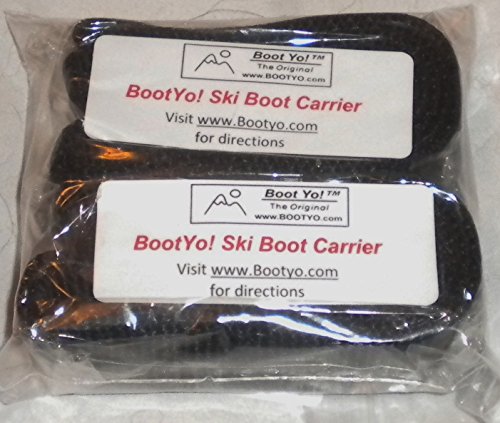 Boot Yo!™
The Original
www.BOOTYO.com
BootYo! Ski Boot Carrier
Visit www.Bootyo.com
for directions
Boot Yo!™
The Original
www.BOOTYO.com
BootYo! Ski Boot Carrier
Visit www.Bootyo.com
for directions